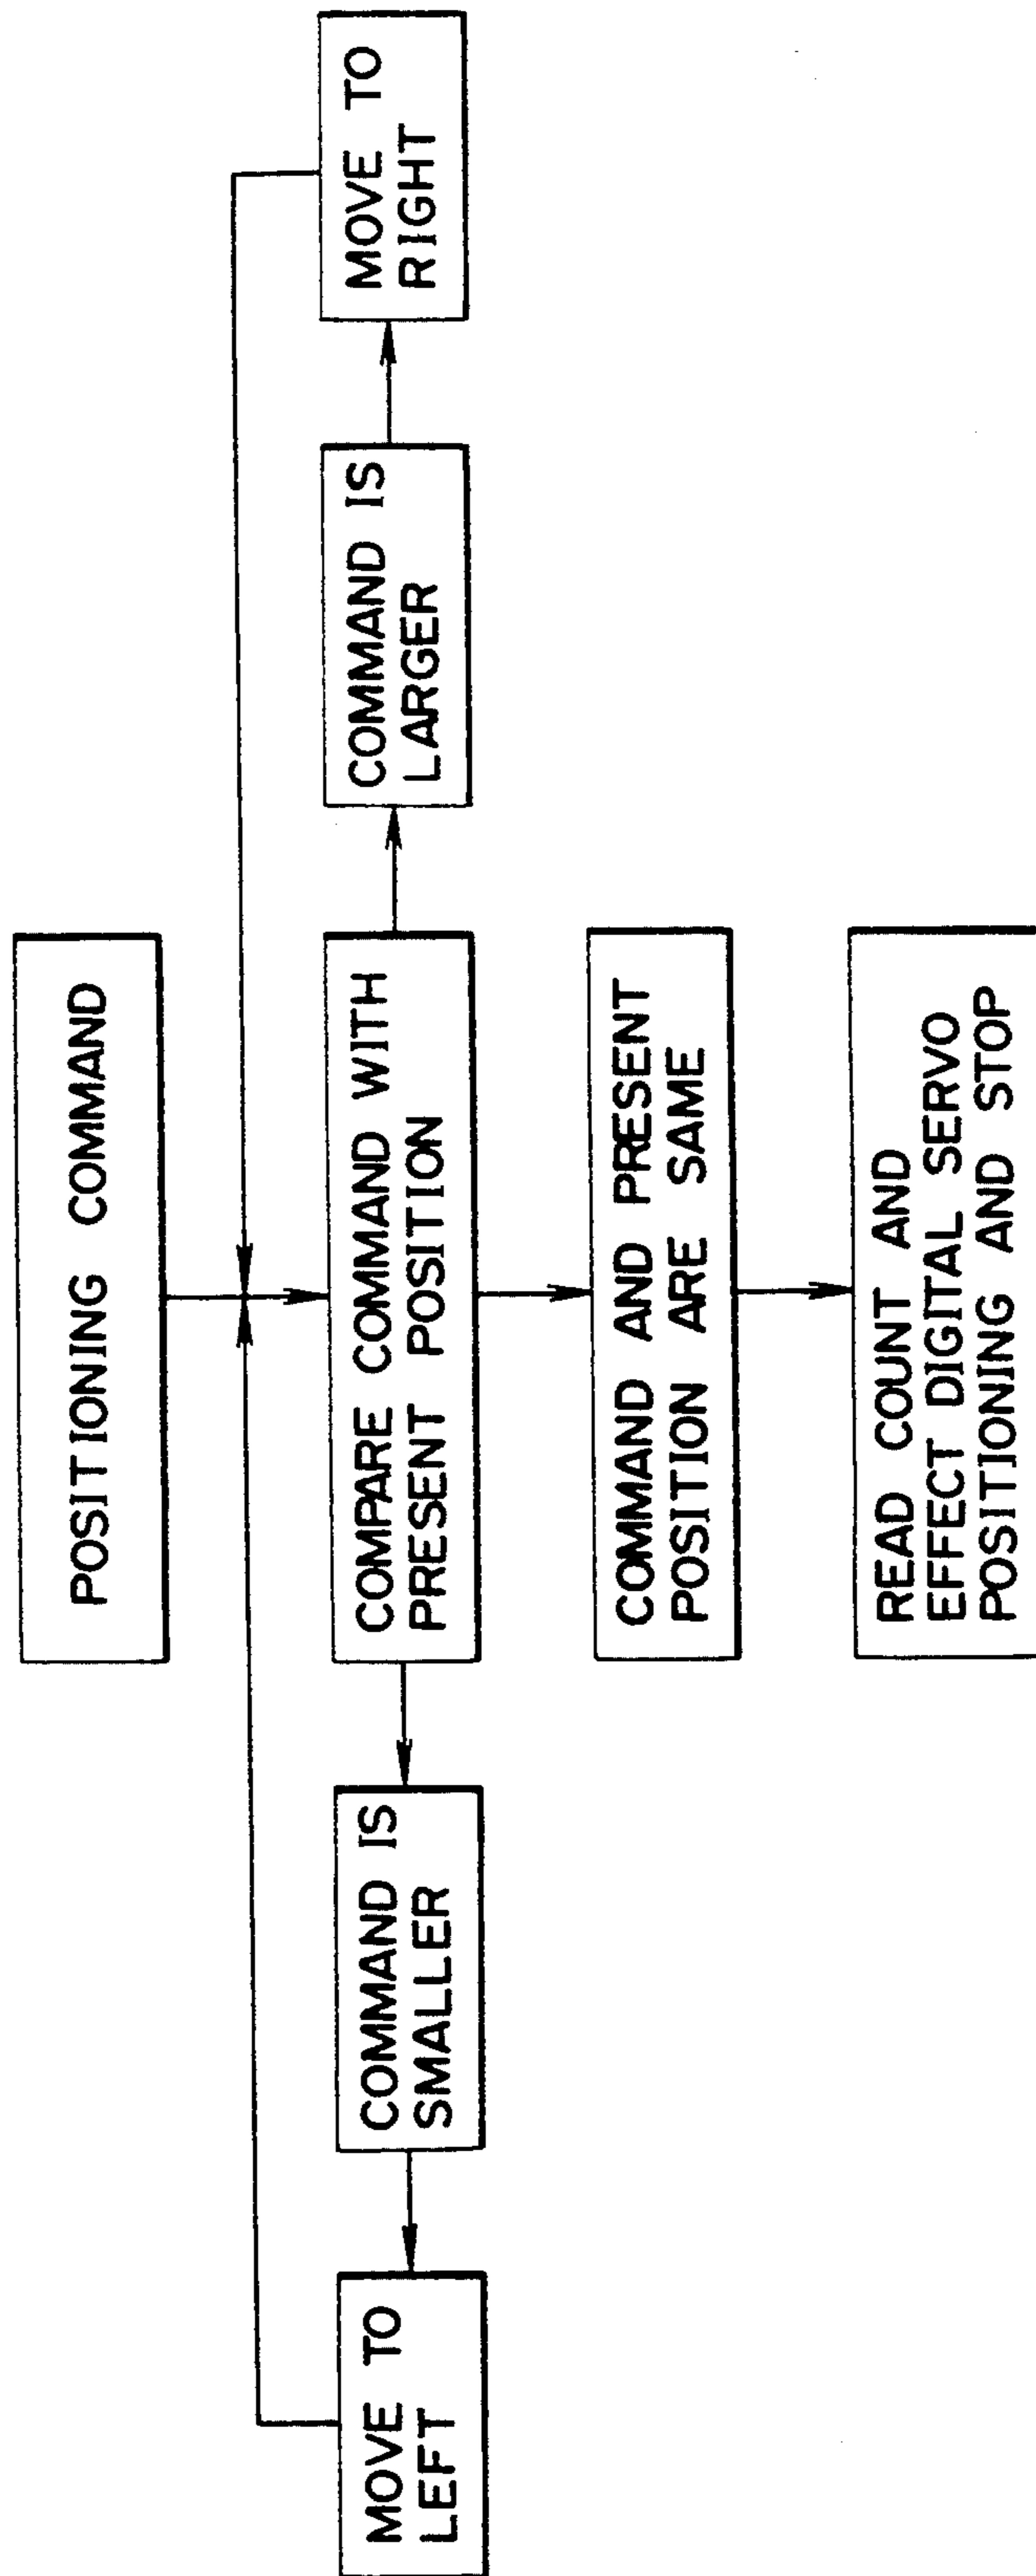 POSITIONING COMMAND
COMPARE COMMAND WITH
PRESENT POSITION
MOVE TO
LEFT
COMMAND IS
SMALLER
COMMAND IS
LARGER
MOVE TO
RIGHT
COMMAND AND PRESENT
POSITION ARE SAME
READ COUNT AND
EFFECT DIGITAL SERVO
POSITIONING AND STOP